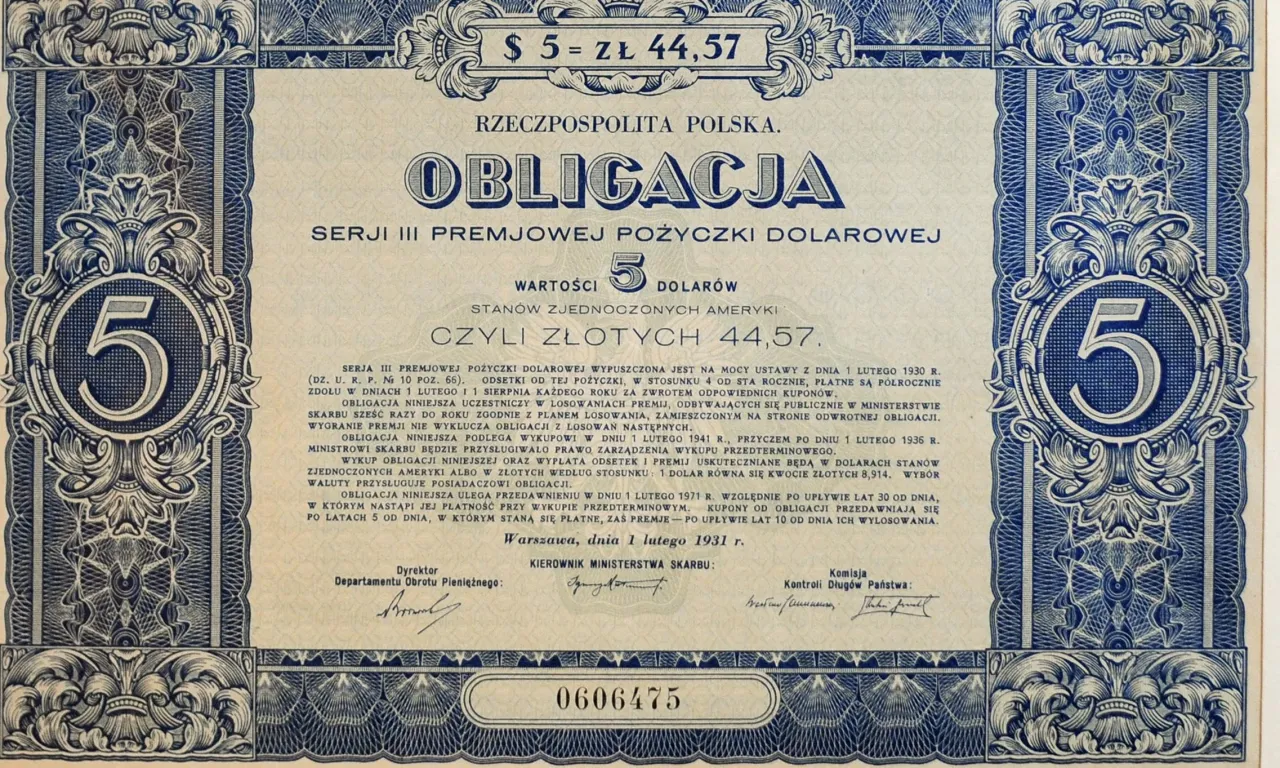 $ 5 = ZŁ 44,57
RZECZPOSPOLITA POLSKA.
OBLIGACJA
SERJI III PREMJOWEJ POŻYCZKI DOLAROWEJ
WARTOŚCI 5 DOLARÓW
STANÓW ZJEDNOCZONYCH AMERYKI
CZYLI ZŁOTYCH 44,57.
5
5
SERJA III PREMJOWEJ POŻYCZKI DOLAROWEJ WYPUSZCZONA JEST NA MOCY USTAWY Z DNIA 1 LUTEGO 1930 R.
(DZ. U. R. P. № 10 POZ. 66). ODSETKI OD TEJ POŻYCZKI, W STOSUNKU 4 OD STA ROCZNIE, PŁATNE SĄ PÓŁROCZNIE
ZDOŁU W DNIACH 1 LUTEGO I 1 SIERPNIA KAŻDEGO ROKU ZA ZWROTEM ODPOWIEDNICH KUPONÓW.
OBLIGACJA NINIEJSZA UCZESTNICZY W LOSOWANIACH PREMIJ, ODBYWAJĄCYCH SIĘ PUBLICZNIE W MINISTERSTWIE
SKARBU SZEŚĆ RAZY DO ROKU ZGODNIE Z PLANEM LOSOWANIA, ZAMIESZCZONYM NA STRONIE ODWROTNEJ OBLIGACJI.
WYGRANIE PREMJI NIE WYKLUCZA OBLIGACJI Z LOSOWAŃ NASTĘPNYCH.
OBLIGACJA NINIEJSZA PODLEGA WYKUPOWI W DNIU 1 LUTEGO 1941 R., PRZYCZEM PO DNIU 1 LUTEGO 1936 R.
MINISTROWI SKARBU BĘDZIE PRZYSŁUGIWAŁO PRAWO ZARZĄDZENIA WYKUPU PRZEDTERMINOWEGO.
WYKUP OBLIGACJI NINIEJSZEJ ORAZ WYPŁATA ODSETEK I PREMIJ USKUTECZNIANE BĘDĄ W DOLARACH STANÓW
ZJEDNOCZONYCH AMERYKI ALBO W ZŁOTYCH WEDŁUG STOSUNKU: 1 DOLAR RÓWNA SIĘ KWOCIE ZŁOTYCH 8,914. WYBÓR
WALUTY PRZYSŁUGUJE POSIADACZOWI OBLIGACJI.
OBLIGACJA NINIEJSZA ULEGA PRZEDAWNIENIU W DNIU 1 LUTEGO 1971 R. WZGLĘDNIE PO UPŁYWIE LAT 30 OD DNIA,
W KTÓRYM NASTĄPI JEJ PŁATNOŚĆ PRZY WYKUPIE PRZEDTERMINOWYM. KUPONY OD OBLIGACJI PRZEDAWNIAJĄ SIĘ
PO LATACH 5 OD DNIA, W KTÓRYM STANĄ SIĘ PŁATNE, ZAŚ PREMJE — PO UPŁYWIE LAT 10 OD DNIA ICH WYLOSOWANIA.
Warszawa, dnia 1 lutego 1931 r.
KIEROWNIK MINISTERSTWA SKARBU:
Dyrektor
Departamentu Obrotu Pieniężnego:
Komisja
Kontroli Długów Państwa:
0606475